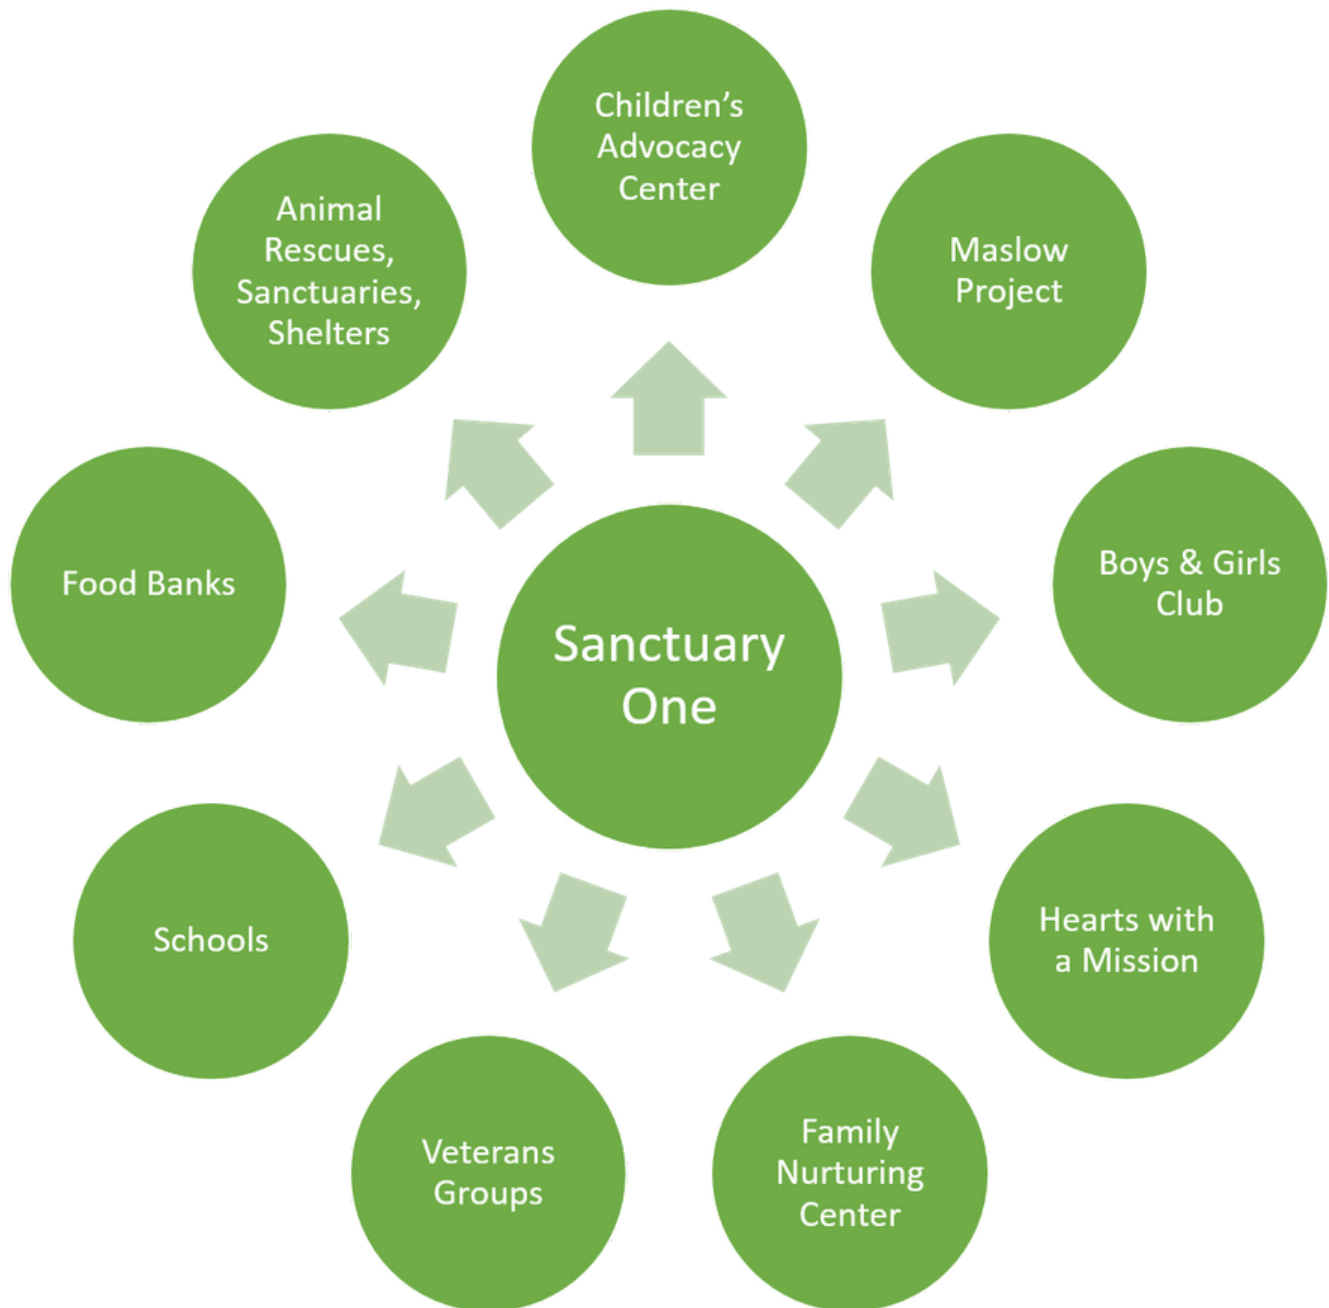 Children’s
Advocacy
Center
Maslow
Project
Boys & Girls
Club
Hearts with
a Mission
Family
Nurturing
Center
Veterans
Groups
Schools
Food Banks
Animal
Rescues,
Sanctuaries,
Shelters
Sanctuary
One